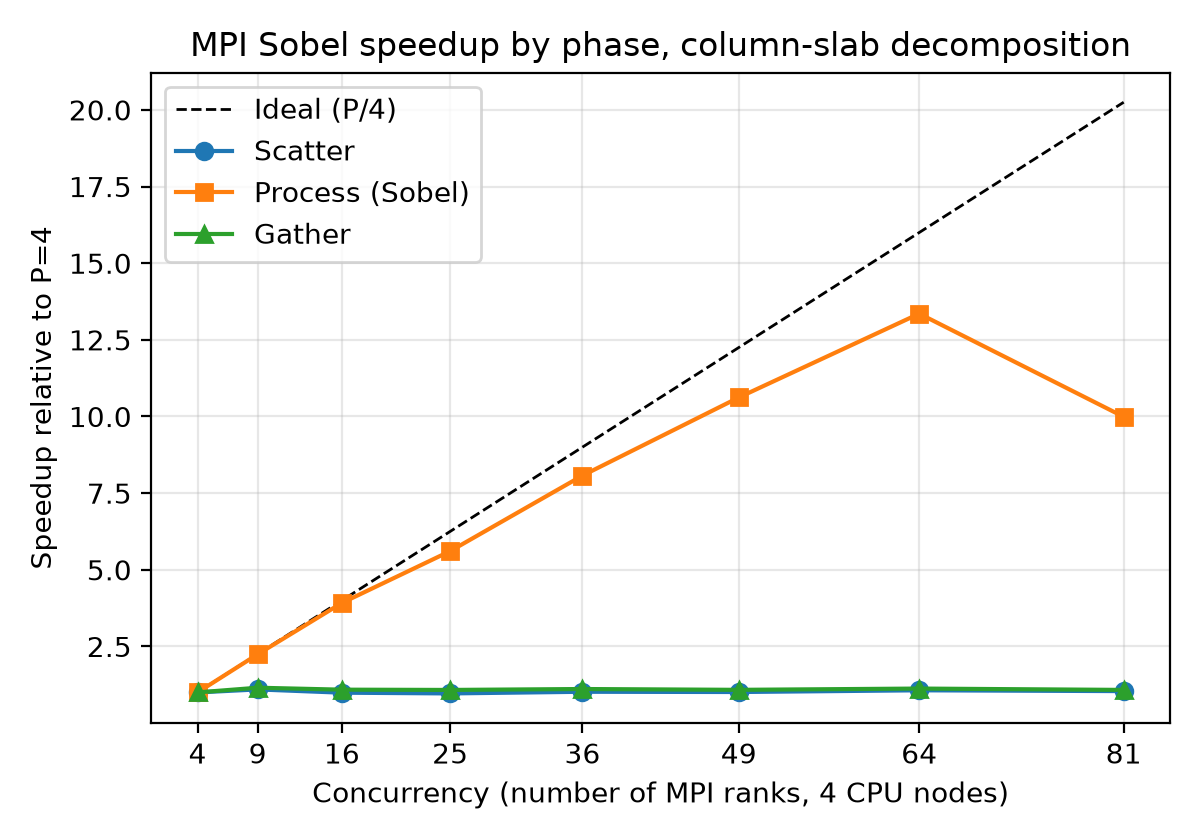 MPI Sobel speedup by phase, column-slab decomposition
Ideal (P/4)
Scatter
Process (Sobel)
Gather
Speedup relative to P=4
20.0
17.5
15.0
12.5
10.0
7.5
5.0
2.5
4 9 16 25 36 49 64 81
Concurrency (number of MPI ranks, 4 CPU nodes)